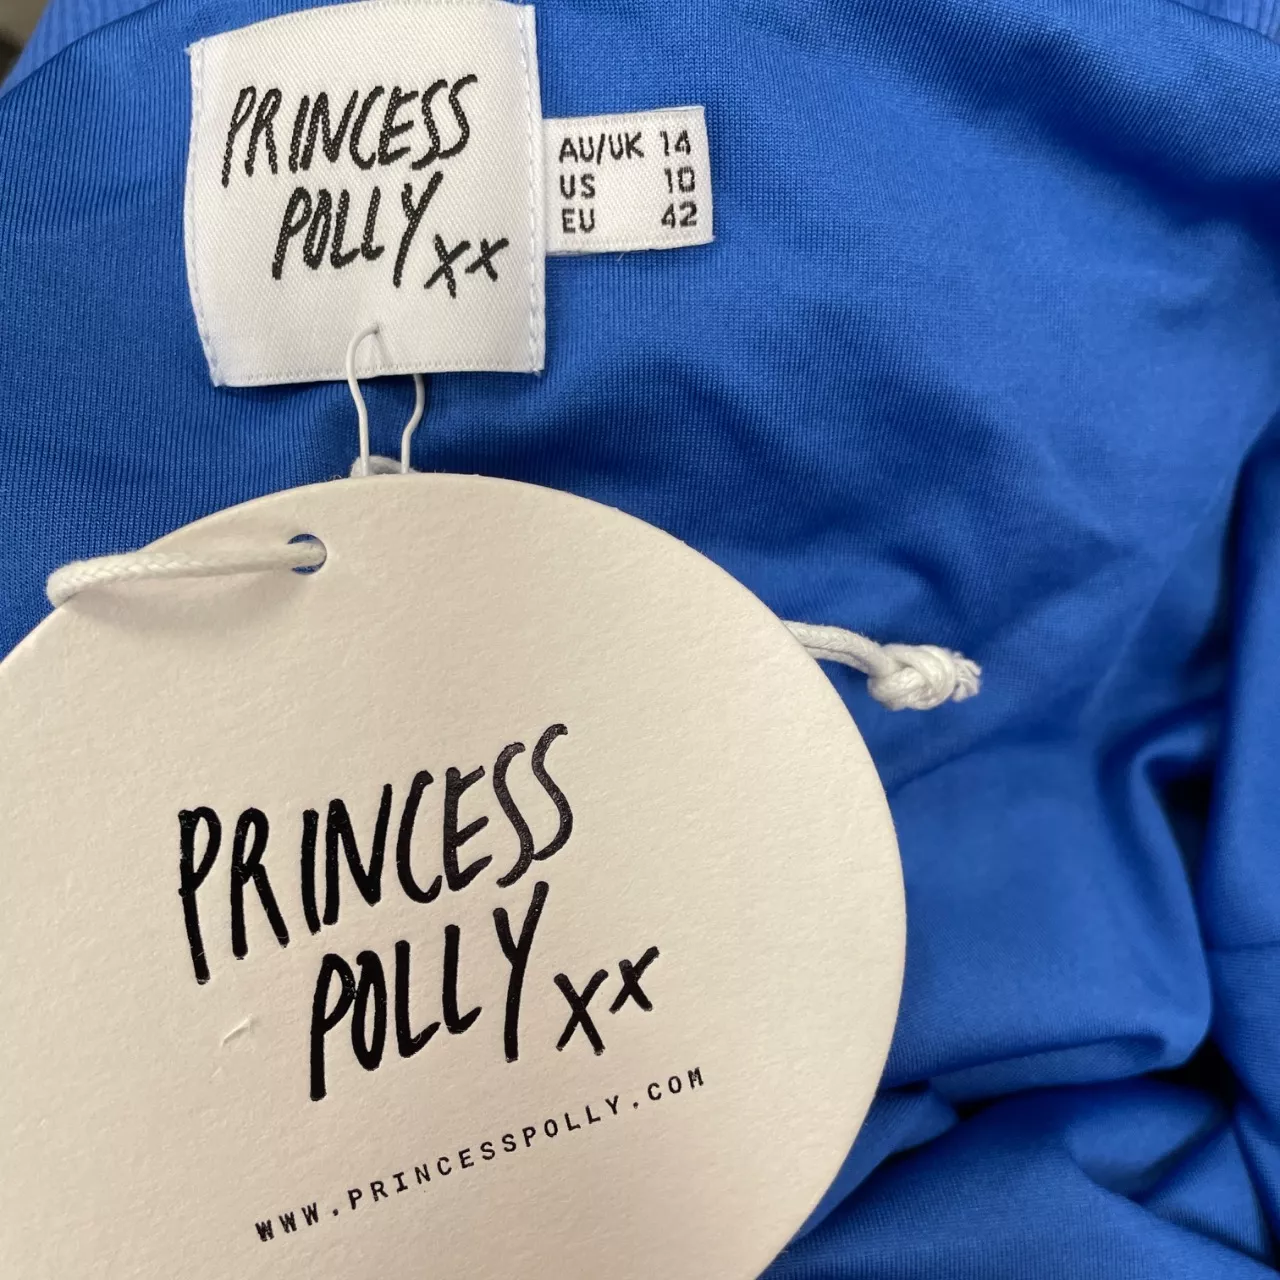 PRINCESS
POLLY xx
AU/UK 14
US 10
EU 42
PRINCESS
POLLY xx
WWW.PRINCESSPOLLY.COM